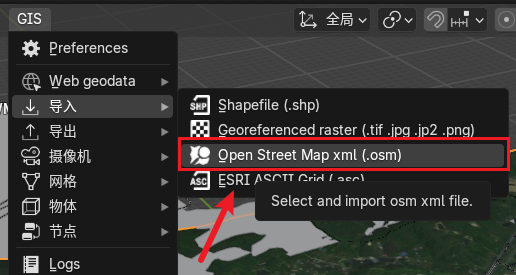 GIS
全局
Preferences
Web geodata
导入
导出
摄像机
网格
物体
节点
Logs
Shapefile (.shp)
Georeferenced raster (.tif .jpg .jp2 .png)
Open Street Map xml (.osm)
ESRI ASCII Grid (.asc)
Select and import osm xml file.
SHP
ASC